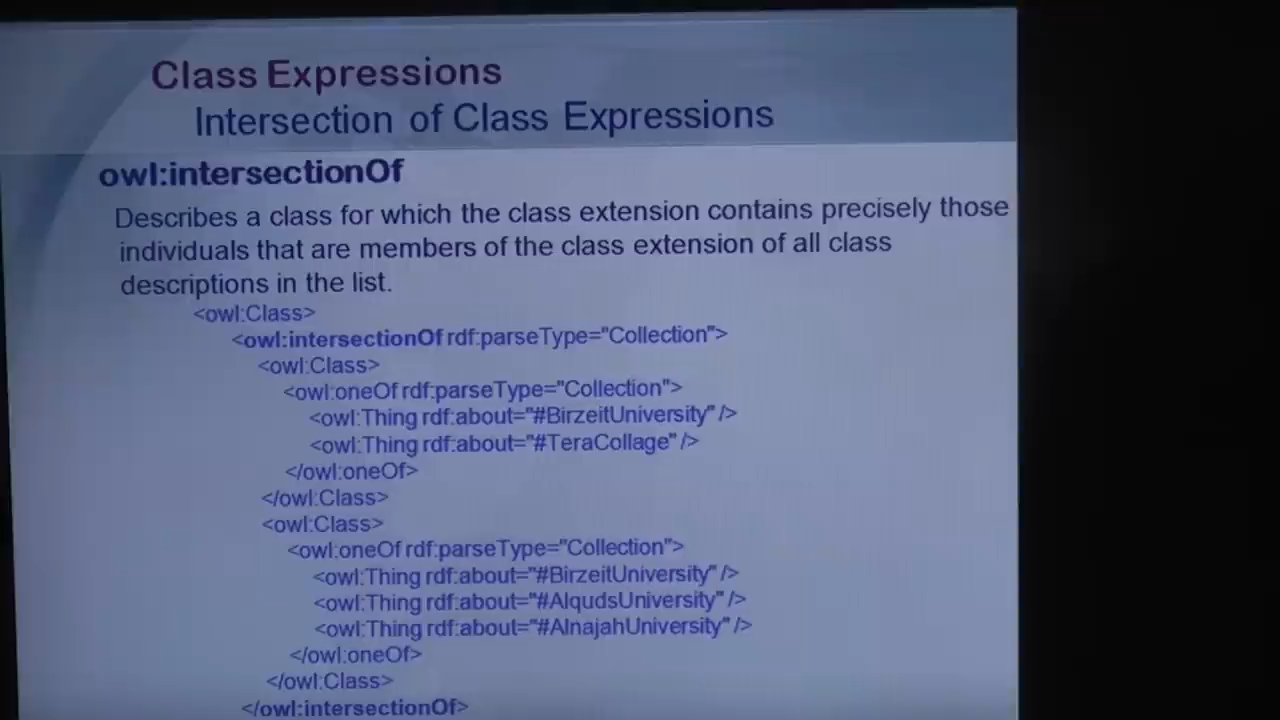 Class Expressions
Intersection of Class Expressions
owl:intersectionOf
Describes a class for which the class extension contains precisely those
individuals that are members of the class extension of all class
descriptions in the list.
<owl:Class>
<owl:intersectionOf rdf:parseType="Collection">
<owl:Class>
<owl:oneOf rdf:parseType="Collection">
<owl:Thing rdf:about="#BirzeitUniversity" />
<owl:Thing rdf:about="#TeraCollage" />
</owl:oneOf>
</owl:Class>
<owl:Class>
<owl:oneOf rdf:parseType="Collection">
<owl:Thing rdf:about="#BirzeitUniversity" />
<owl:Thing rdf:about="#AlqudsUniversity" />
<owl:Thing rdf:about="#AlnajahUniversity" />
</owl:oneOf>
</owl:Class>
</owl:intersectionOf>